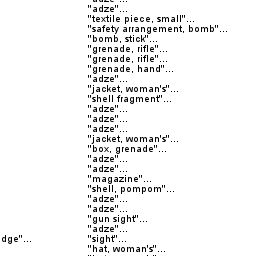 "adze"...
"textile piece, small"...
"safety arrangement, bomb"...
"bomb, stick"...
"grenade, rifle"...
"grenade, rifle"...
"grenade, hand"...
"adze"...
"jacket, woman's"...
"shell fragment"...
"adze"...
"adze"...
"adze"...
"jacket, woman's"...
"box, grenade"...
"adze"...
"adze"...
"magazine"...
"shell, pompom"...
"adze"...
"adze"...
"gun sight"...
"adze"...
dge"... "sight"...
"hat, woman's"...